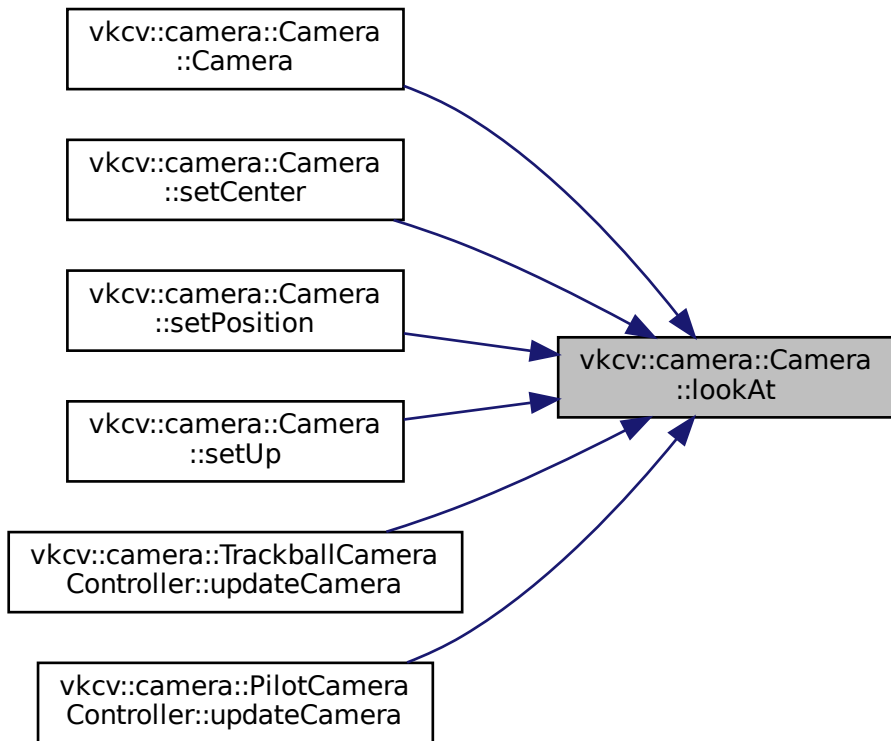 vkcv::camera::Camera
::Camera
vkcv::camera::Camera
::setCenter
vkcv::camera::Camera
::setPosition
vkcv::camera::Camera
::lookAt
vkcv::camera::Camera
::setUp
vkcv::camera::TrackballCamera
Controller::updateCamera
vkcv::camera::PilotCamera
Controller::updateCamera